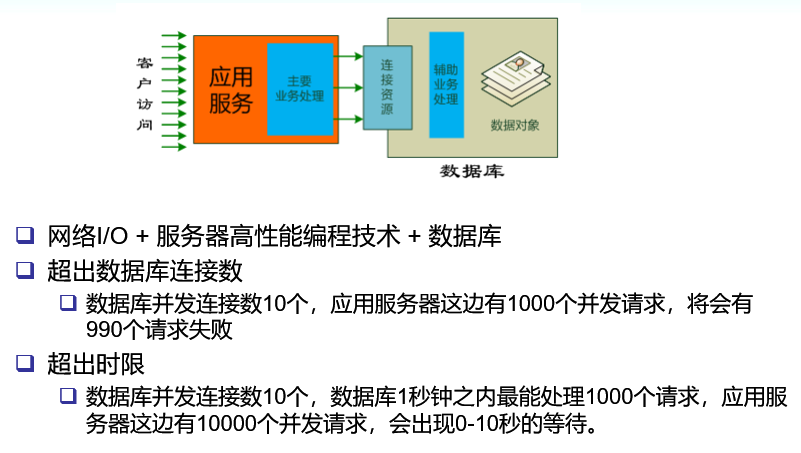 客户访问
应用
服务
主要
业务处理
连接资源
辅助
业务
处理
数据对象
数据库
网络I/O + 服务器高性能编程技术 + 数据库
超出数据库连接数
数据库并发连接数10个，应用服务器这边有1000个并发请求，将会有
990个请求失败
超出时限
数据库并发连接数10个，数据库1秒钟之内最能处理1000个请求，应用服
务器这边有10000个并发请求，会出现0-10秒的等待。